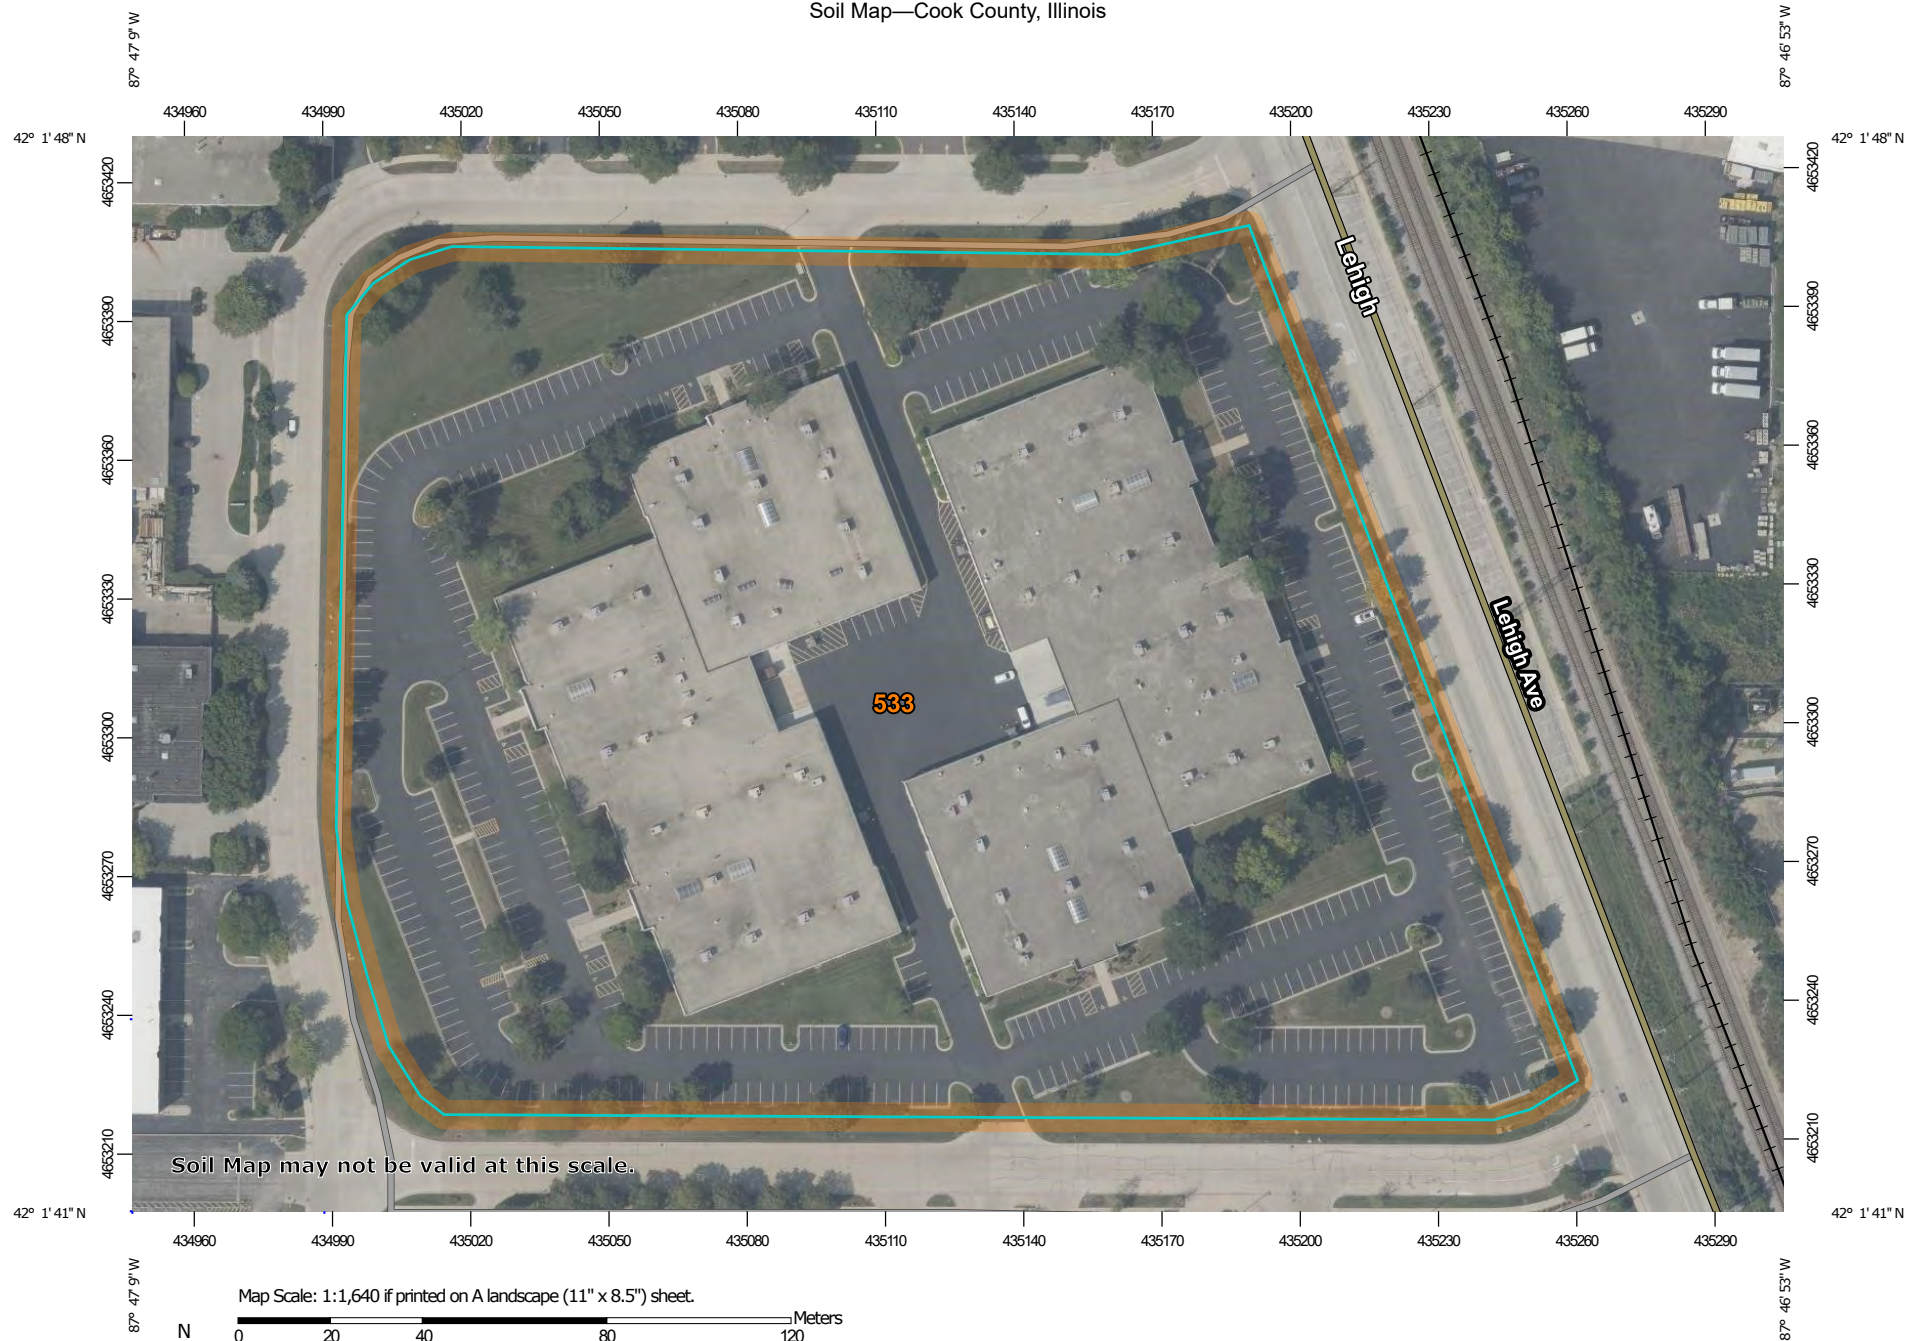 Soil Map—Cook County, Illinois
87° 47' 9'' W
87° 46' 53'' W
434960 434990 435020 435050 435080 435110 435140 435170 435200 435230 435260 435290
42° 1' 48'' N
42° 1' 48'' N
4653420
4653420
4653390
4653390
4653360
4653360
4653330
4653330
4653300
4653300
4653270
4653270
4653240
4653240
4653210
4653210
Lehigh
Lehigh Ave
533
Soil Map may not be valid at this scale.
42° 1' 41'' N
42° 1' 41'' N
434960 434990 435020 435050 435080 435110 435140 435170 435200 435230 435260 435290
87° 47' 9'' W
87° 46' 53'' W
Map Scale: 1:1,640 if printed on A landscape (11" x 8.5") sheet.
Meters
N
0 20 40 80 120